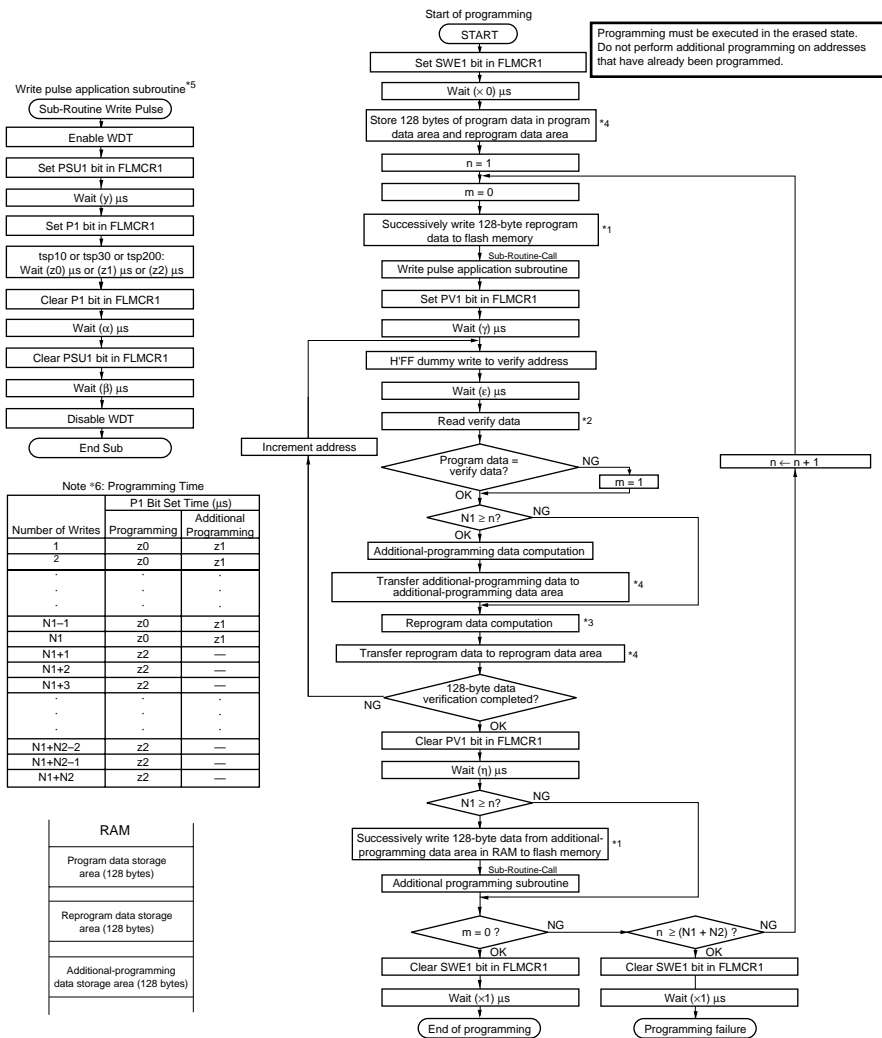 Start of programming
START
Programming must be executed in the erased state.
Do not perform additional programming on addresses
that have already been programmed.
Set SWE1 bit in FLMCR1
Wait (× 0) μs
Store 128 bytes of program data in program
data area and reprogram data area
*4
n = 1
m = 0
Successively write 128-byte reprogram
data to flash memory
*1
Sub-Routine-Call
Write pulse application subroutine
Set PV1 bit in FLMCR1
Wait (γ) μs
H'FF dummy write to verify address
Wait (ε) μs
Read verify data
*2
Increment address
Program data =
verify data?
NG
m = 1
OK
n ← n + 1
N1 ≥ n?
NG
OK
Additional-programming data computation
Transfer additional-programming data to
additional-programming data area
*4
Reprogram data computation
*3
Transfer reprogram data to reprogram data area
*4
128-byte data
verification completed?
NG
OK
Clear PV1 bit in FLMCR1
Wait (η) μs
N1 ≥ n?
NG
OK
Successively write 128-byte data from additional-
programming data area in RAM to flash memory
*1
Sub-Routine-Call
Additional programming subroutine
m = 0 ?
NG
n ≥ (N1 + N2) ?
NG
OK
OK
Clear SWE1 bit in FLMCR1
Clear SWE1 bit in FLMCR1
Wait (×1) μs
Wait (×1) μs
End of programming
Programming failure
Write pulse application subroutine*5
Sub-Routine Write Pulse
Enable WDT
Set PSU1 bit in FLMCR1
Wait (y) μs
Set P1 bit in FLMCR1
tsp10 or tsp30 or tsp200:
Wait (z0) μs or (z1) μs or (z2) μs
Clear P1 bit in FLMCR1
Wait (α) μs
Clear PSU1 bit in FLMCR1
Wait (β) μs
Disable WDT
End Sub
Note *6: Programming Time
P1 Bit Set Time (μs)
Number of Writes Programming Additional
Programming
1 z0 z1
2 z0 z1
. . .
. . .
. . .
N1–1 z0 z1
N1 z0 z1
N1+1 z2 —
N1+2 z2 —
N1+3 z2 —
. . .
. . .
. . .
N1+N2–2 z2 —
N1+N2–1 z2 —
N1+N2 z2 —
RAM
Program data storage
area (128 bytes)
Reprogram data storage
area (128 bytes)
Additional-programming
data storage area (128 bytes)